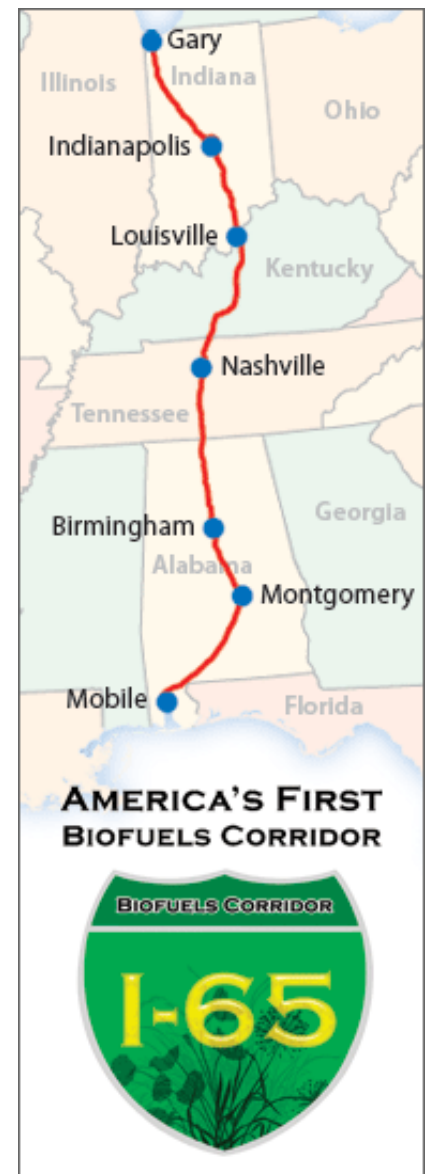 Gary
Illinois
Indiana
Ohio
Indianapolis
Louisville
Kentucky
Nashville
Tennessee
Georgia
Birmingham
Alabama
Montgomery
Mobile
Florida
AMERICA'S FIRST
BIOFUELS CORRIDOR
BIOFUELS CORRIDOR
I-65